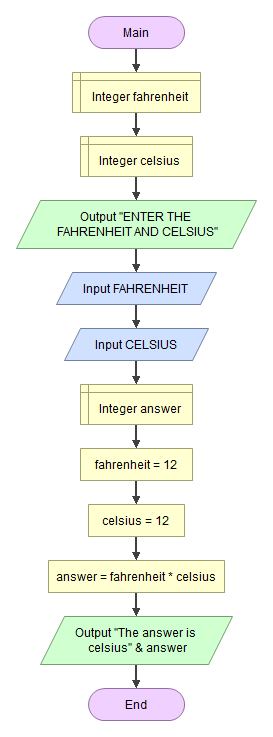 Main
Integer fahrenheit
Integer celsius
Output "ENTER THE
FAHRENHEIT AND CELSIUS"
Input FAHRENHEIT
Input CELSIUS
Integer answer
fahrenheit = 12
celsius = 12
answer = fahrenheit * celsius
Output "The answer is
celsius" & answer
End